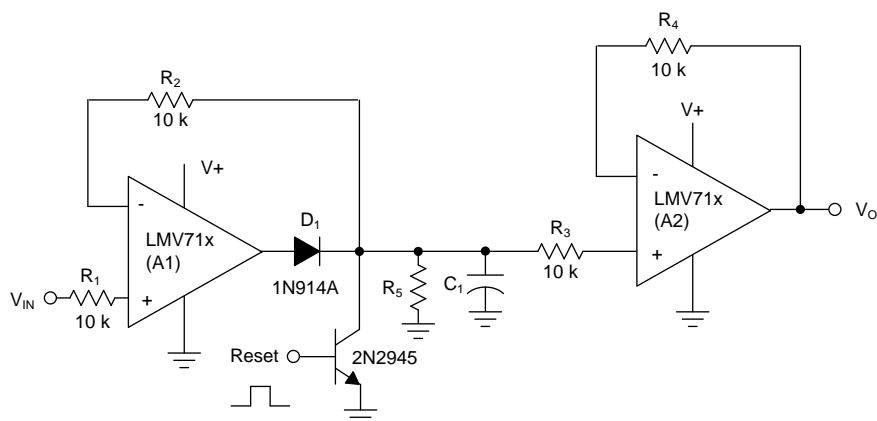 R4
10 k
R2
10 k
V+
V+
-
LMV71x
(A1)
+
D1
1N914A
R1
10 k
VIN
R5
C1
R3
10 k
-
LMV71x
(A2)
+
VO
Reset
2N2945